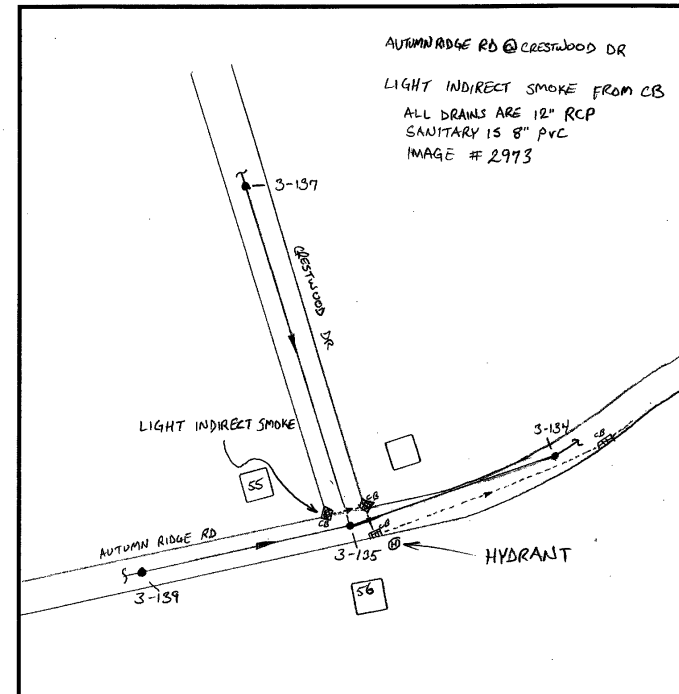 AUTUMN RIDGE RD @ CRESTWOOD DR
LIGHT INDIRECT SMOKE FROM CB
ALL DRAINS ARE 12" RCP
SANITARY IS 8" PVC
IMAGE # 2973
3-137
CRESTWOOD DR
LIGHT INDIRECT SMOKE
3-134
CB
55
CB
CB
CB
AUTUMN RIDGE RD
3-135
H
HYDRANT
3-139
56